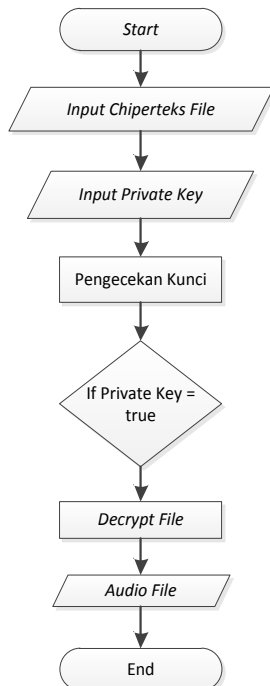 Start
Input Chiperteks File
Input Private Key
Pengecekan Kunci
If Private Key =
true
Decrypt File
Audio File
End